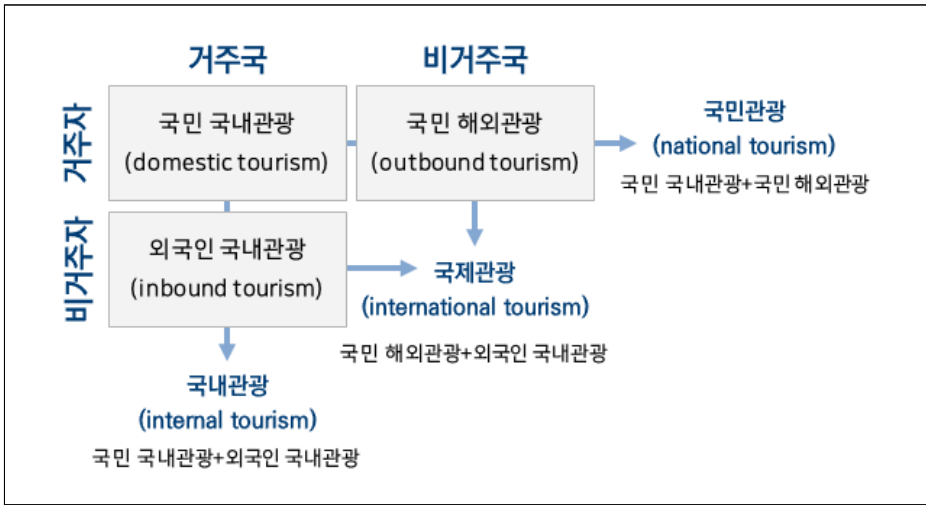 거주국
비거주국
거주자
국민 국내관광
(domestic tourism)
국민 해외관광
(outbound tourism)
국민관광
(national tourism)
국민 국내관광+국민 해외관광
비거주자
외국인 국내관광
(inbound tourism)
국제관광
(international tourism)
국민 해외관광+외국인 국내관광
국내관광
(internal tourism)
국민 국내관광+외국인 국내관광